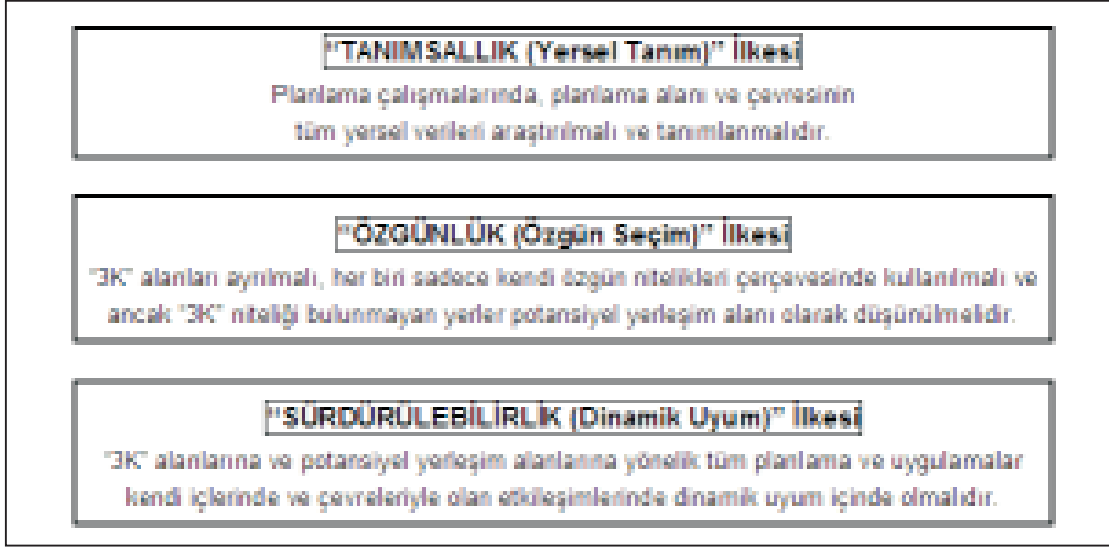 "TANIMSALLIK (Yersel Tanım)" İlkesi
Planlama çalışmalarında, planlama alanı ve çevresinin
tüm yersel verileri araştırılmalı ve tanımlanmalıdır.
"ÖZGÜNLÜK (Özgün Seçim)" İlkesi
"3K" alanları ayrılmalı, her biri sadece kendi özgün nitelikleri çerçevesinde kullanılmalı ve
ancak "3K" niteliği bulunmayan yerler potansiyel yerleşim alanı olarak düşünülmelidir.
"SÜRDÜRÜLEBİLİRLİK (Dinamik Uyum)" İlkesi
"3K" alanlarına ve potansiyel yerleşim alanlarına yönelik tüm planlama ve uygulamalar
kendi içlerinde ve çevreleriyle olan etkileşimlerinde dinamik uyum içinde olmalıdır.